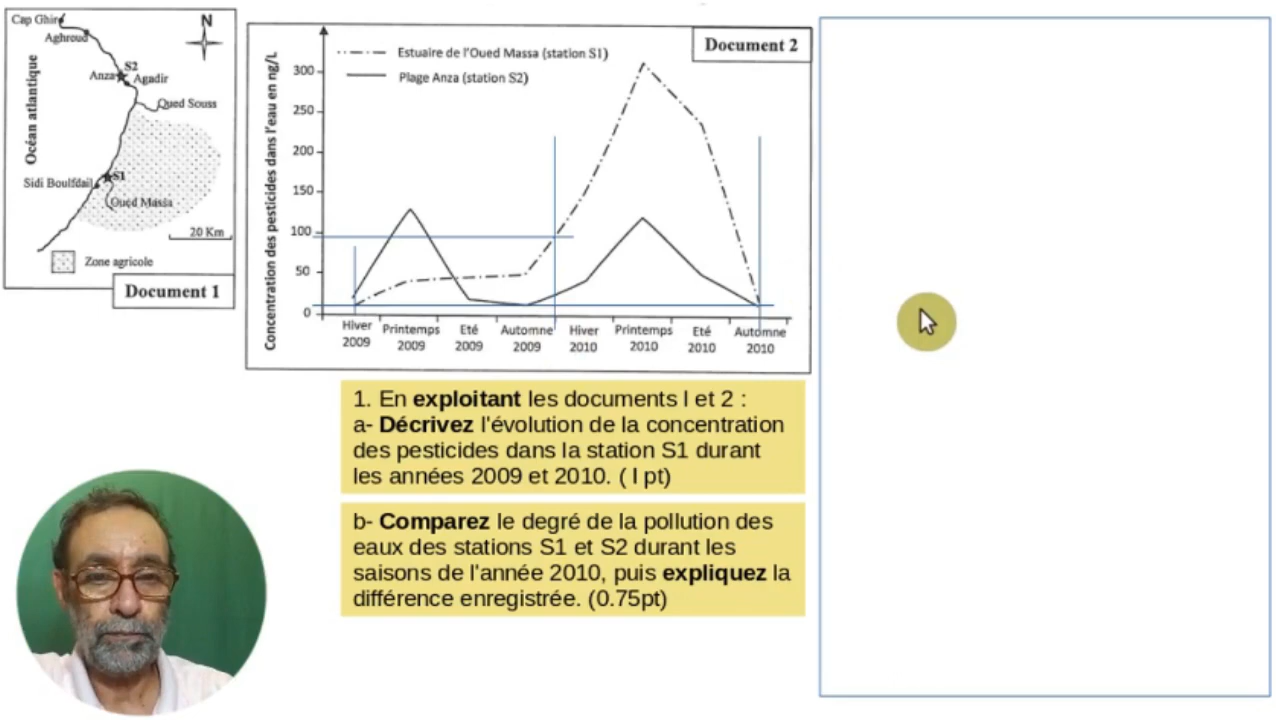 Cap Ghir
Aghroud
N
S2
Anza
Agadir
Oued Souss
Océan atlantique
S1
Sidi Boulfdail
Oued Massa
20 Km
Zone agricole
Document 1
Document 2
Estuaire de l'Oued Massa (station S1)
Plage Anza (station S2)
Concentration des pesticides dans l'eau en ng/L
300
250
200
150
100
50
0
Hiver Printemps Eté Automne Hiver Printemps Eté Automne
2009 2009 2009 2009 2010 2010 2010 2010
1. En exploitant les documents l et 2 :
a- Décrivez l'évolution de la concentration
des pesticides dans la station S1 durant
les années 2009 et 2010. ( l pt)
b- Comparez le degré de la pollution des
eaux des stations S1 et S2 durant les
saisons de l'année 2010, puis expliquez la
différence enregistrée. (0.75pt)